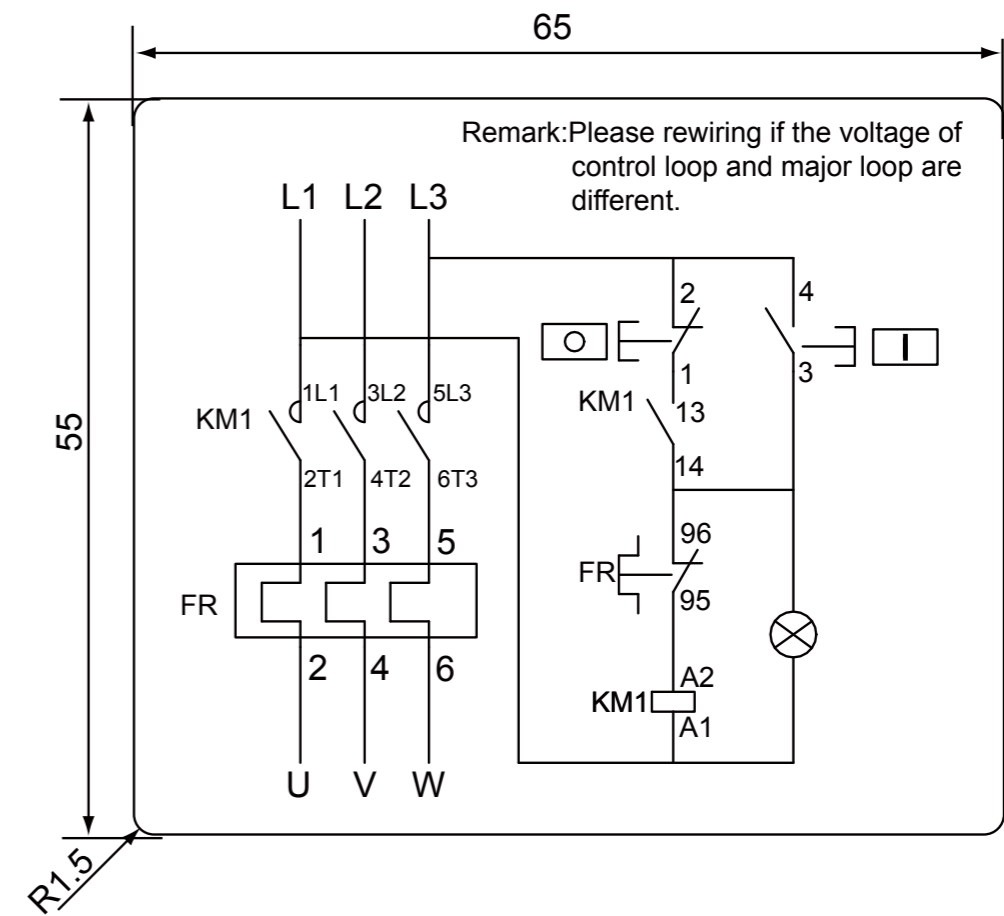 65
Remark:Please rewiring if the voltage of
control loop and major loop are
different.
L1 L2 L3
2 4
1 3
KM1 1L1 3L2 5L3
KM1 13
14
2T1 4T2 6T3
55
1 3 5
96
FR
95
FR
2 4 6
A2
KM1
A1
U V W
R1.5